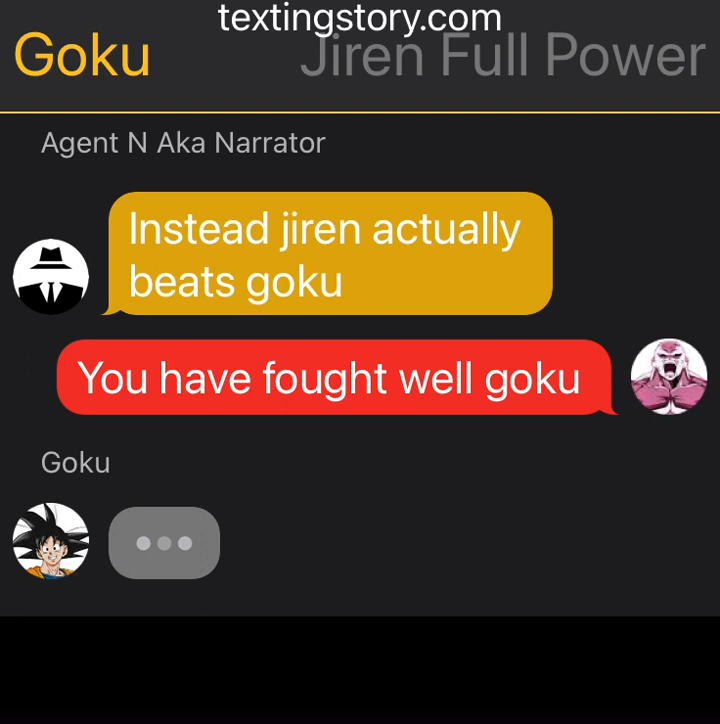 textingstory.com
Goku
Jiren Full Power
Agent N Aka Narrator
Instead jiren actually
beats goku
You have fought well goku
Goku